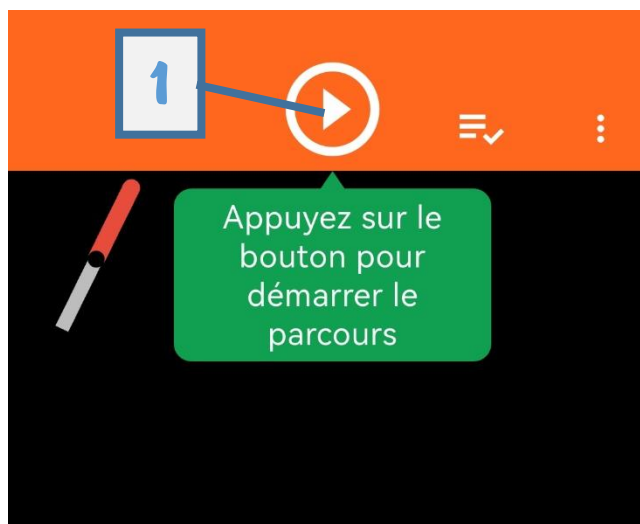 1
Appuyez sur le
bouton pour
démarrer le
parcours